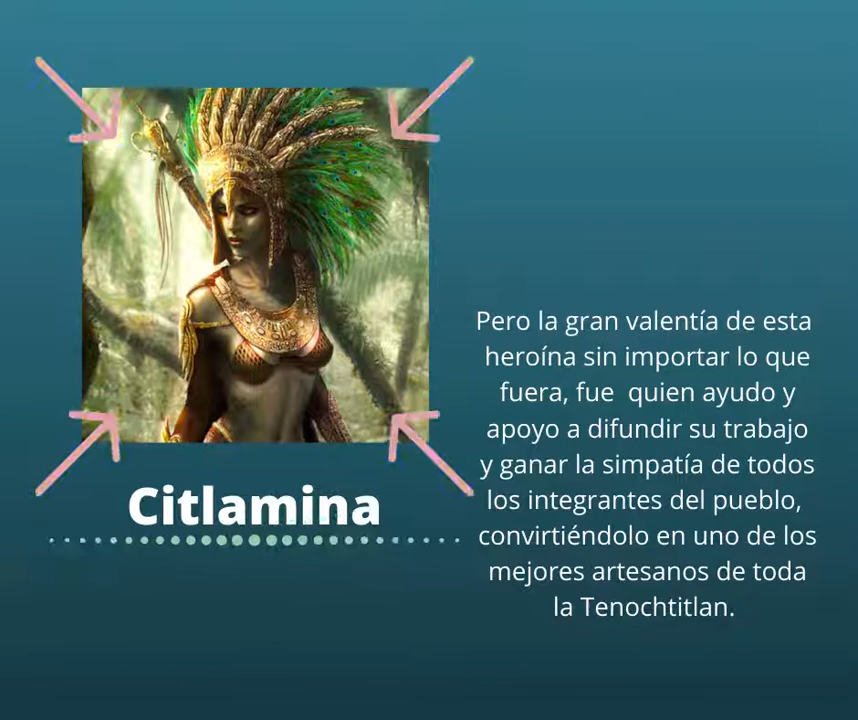 Citlamina
Pero la gran valentía de esta
heroína sin importar lo que
fuera, fue  quien ayudo y
apoyo a difundir su trabajo
y ganar la simpatía de todos
los integrantes del pueblo,
convirtiéndolo en uno de los
mejores artesanos de toda
la Tenochtitlan.